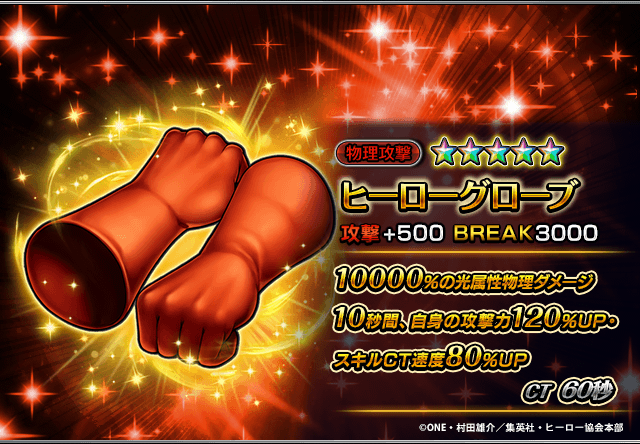 物理攻撃 ★★★★★
ヒーローグローブ
攻撃+500 BREAK3000
10000%の光属性物理ダメージ
10秒間、自身の攻撃力120%UP・
スキルCT速度80%UP
CT 60秒
©ONE・村田雄介／集英社・ヒーロー協会本部